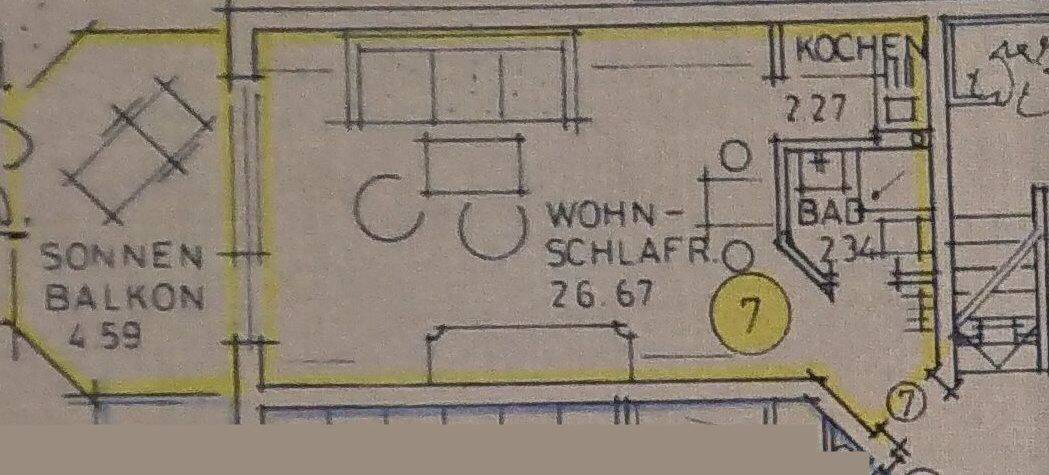 KOCHEN
2.27
BAD
2.34
WOHN-
SCHLAFR.
26.67
7
SONNEN
BALKON
4 59
7